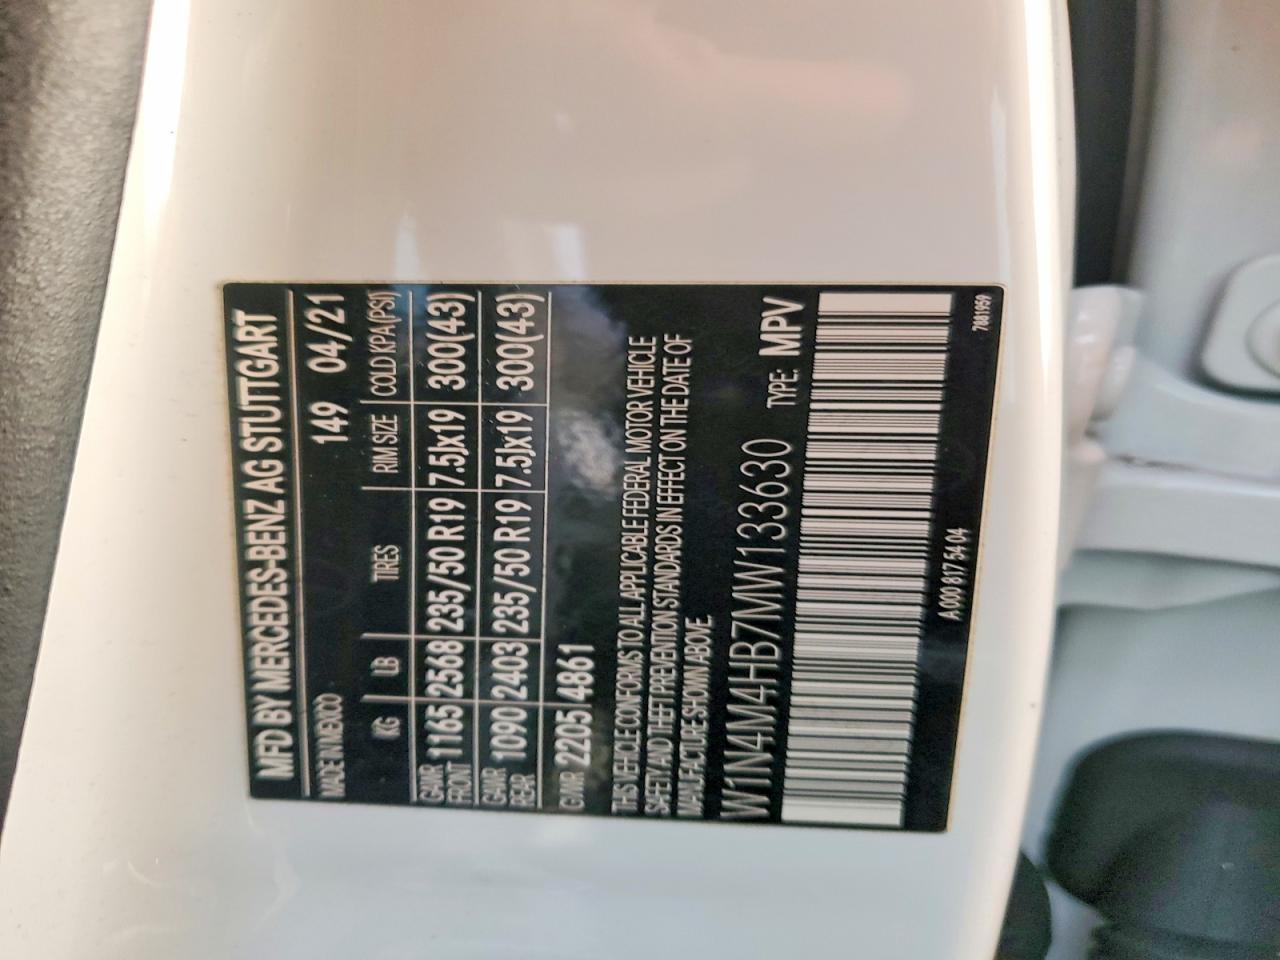 MFD BY MERCEDES-BENZ AG STUTTGART
MADE IN MEXICO 149 04/21
KG LB TIRES RIM SIZE COLD KPA(PSI)
GAWR FRONT 1165 2568 235/50 R19 7.5Jx19 300(43)
GAWR REAR 1090 2403 235/50 R19 7.5Jx19 300(43)
GVWR 2205 4861
THIS VEHICLE CONFORMS TO ALL APPLICABLE FEDERAL MOTOR VEHICLE
SAFETY AND THEFT PREVENTION STANDARDS IN EFFECT ON THE DATE OF
MANUFACTURE SHOWN ABOVE
W1N4M4HB7MW133630 TYPE: MPV
A 000 817 54 04 7081959